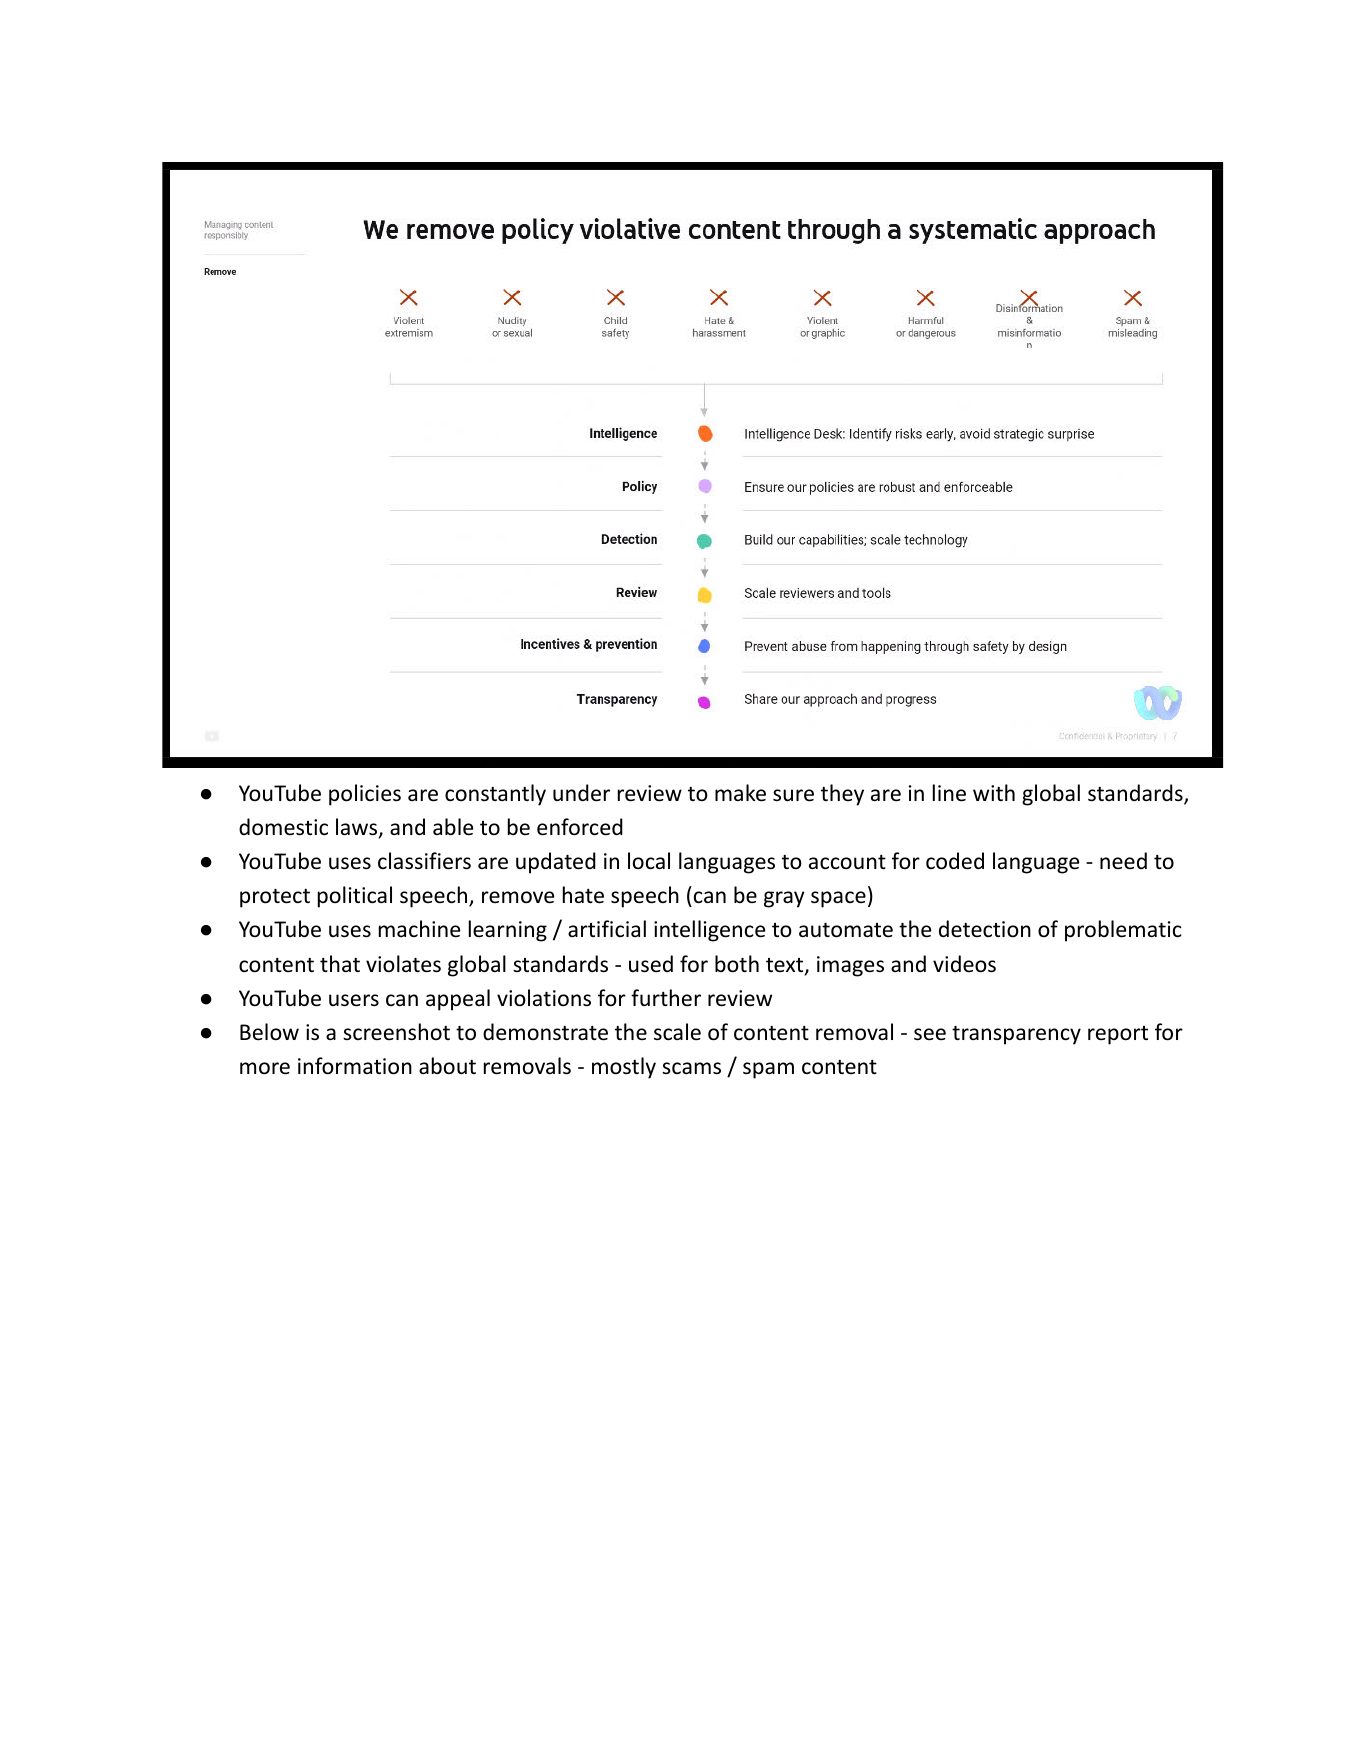 Managing content
responsibly
Remove
We remove policy violative content through a systematic approach
Violent
extremism
Nudity
or sexual
Child
safety
Hate &
harassment
Violent
or graphic
Harmful
or dangerous
Disinformation
&
misinformatio
n
Spam &
misleading
Intelligence
Intelligence Desk: Identify risks early, avoid strategic surprise
Policy
Ensure our policies are robust and enforceable
Detection
Build our capabilities; scale technology
Review
Scale reviewers and tools
Incentives & prevention
Prevent abuse from happening through safety by design
Transparency
Share our approach and progress
Confidential & Proprietary | 7
● YouTube policies are constantly under review to make sure they are in line with global standards,
domestic laws, and able to be enforced
● YouTube uses classifiers are updated in local languages to account for coded language - need to
protect political speech, remove hate speech (can be gray space)
● YouTube uses machine learning / artificial intelligence to automate the detection of problematic
content that violates global standards - used for both text, images and videos
● YouTube users can appeal violations for further review
● Below is a screenshot to demonstrate the scale of content removal - see transparency report for
more information about removals - mostly scams / spam content